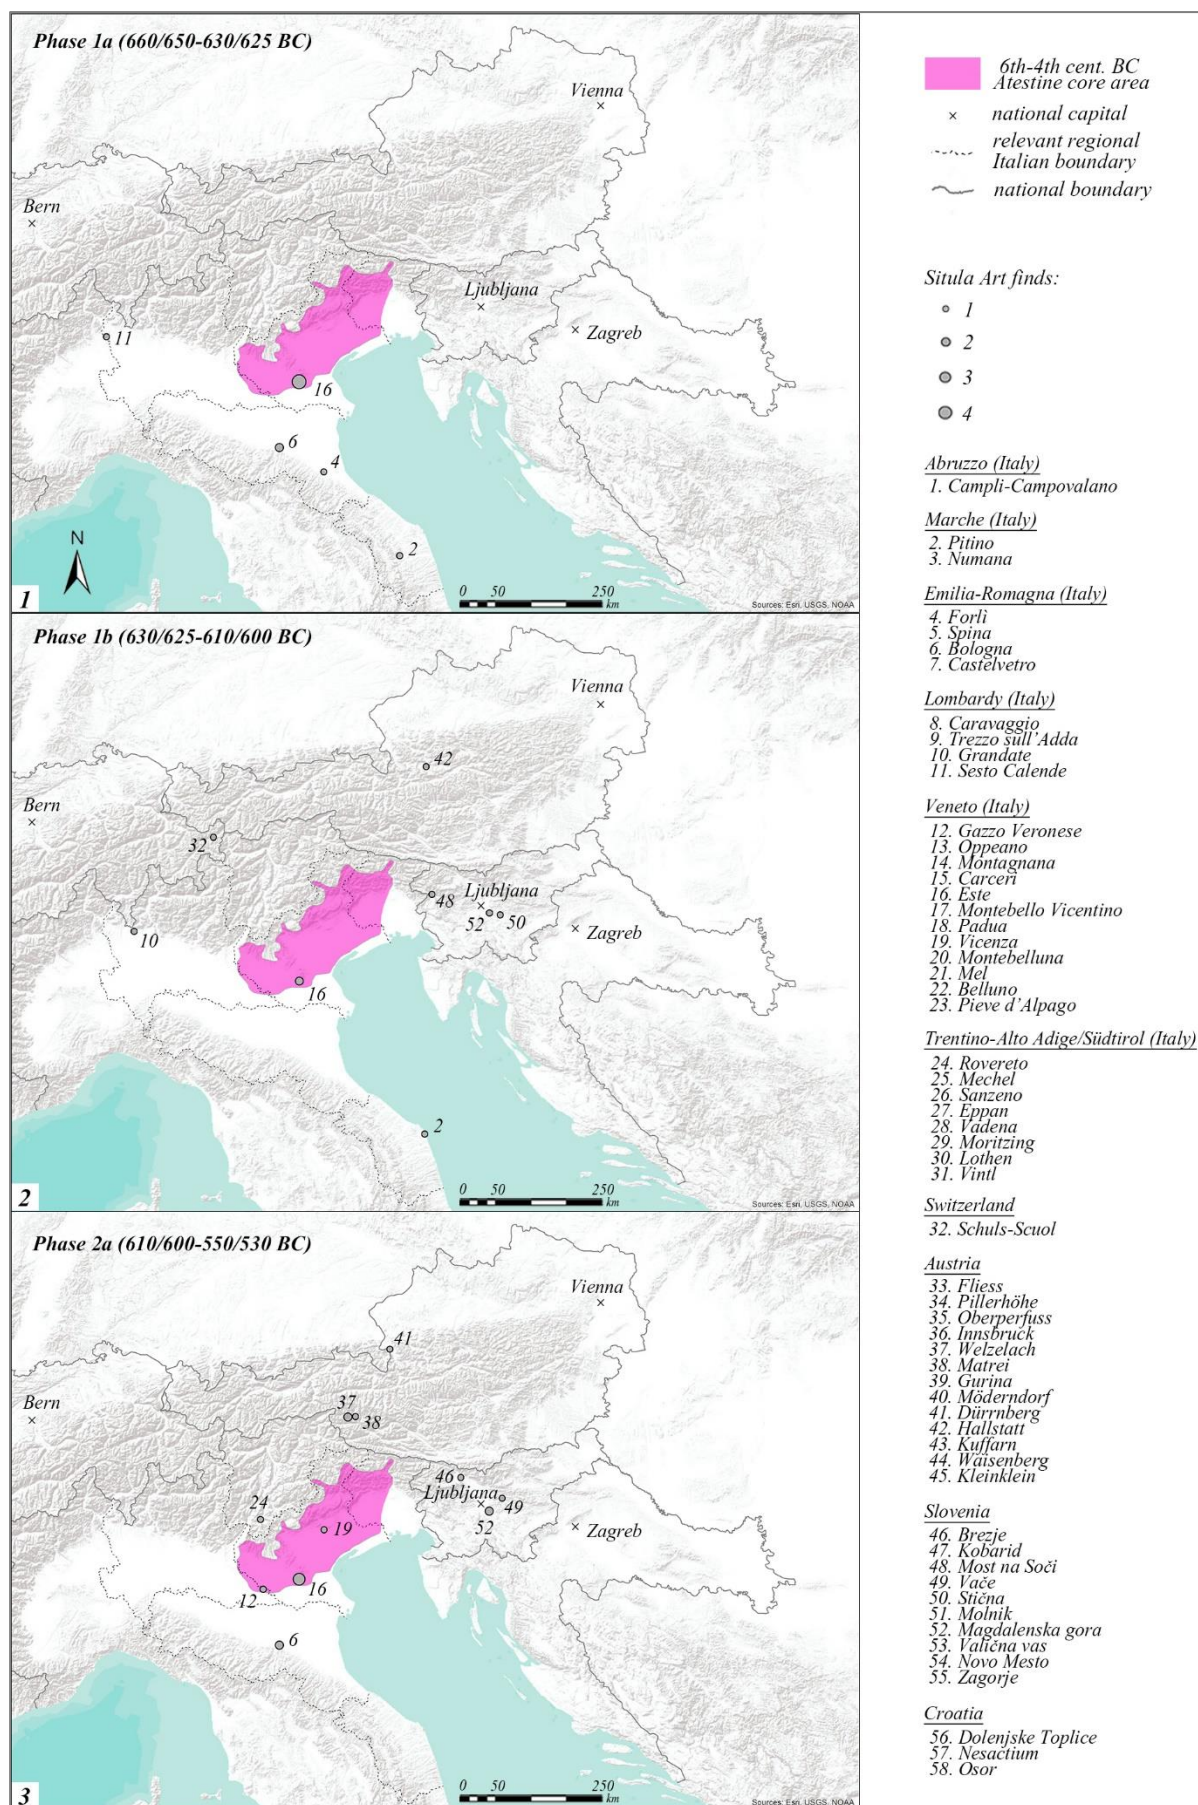 Phase 1a (660/650-630/625 BC)
Vienna
Bern
Ljubljana
Zagreb
11
16
6
4
2
N
0 50 250
km
1
Sources: Esri, USGS, NOAA
Phase 1b (630/625-610/600 BC)
Vienna
42
Bern
32
48
Ljubljana
52
50
Zagreb
10
16
2
0 50 250
km
2
Sources: Esri, USGS, NOAA
Phase 2a (610/600-550/530 BC)
Vienna
41
Bern
37
38
46
Ljubljana
49
52
24
19
Zagreb
12
16
6
0 50 250
km
3
Sources: Esri, USGS, NOAA
6th-4th cent. BC
Atestine core area
national capital
relevant regional
Italian boundary
national boundary
Situla Art finds:
1
2
3
4
Abruzzo (Italy)
1. Campli-Campovalano
Marche (Italy)
2. Pitino
3. Numana
Emilia-Romagna (Italy)
4. Forlì
5. Spina
6. Bologna
7. Castelvetro
Lombardy (Italy)
8. Caravaggio
9. Trezzo sull'Adda
10. Grandate
11. Sesto Calende
Veneto (Italy)
12. Gazzo Veronese
13. Oppeano
14. Montagnana
15. Carceri
16. Este
17. Montebello Vicentino
18. Padua
19. Vicenza
20. Montebelluna
21. Mel
22. Belluno
23. Pieve d'Alpago
Trentino-Alto Adige/Südtirol (Italy)
24. Rovereto
25. Mechel
26. Sanzeno
27. Eppan
28. Vadena
29. Moritzing
30. Lothen
31. Vintl
Switzerland
32. Schuls-Scuol
Austria
33. Fliess
34. Pillerhöhe
35. Oberperfuss
36. Innsbruck
37. Welzelach
38. Matrei
39. Gurina
40. Möderndorf
41. Dürrnberg
42. Hallstatt
43. Kuffarn
44. Waisenberg
45. Kleinklein
Slovenia
46. Brezje
47. Kobarid
48. Most na Soči
49. Vače
50. Stična
51. Molnik
52. Magdalenska gora
53. Valična vas
54. Novo Mesto
55. Zagorje
Croatia
56. Dolenjske Toplice
57. Nesactium
58. Osor